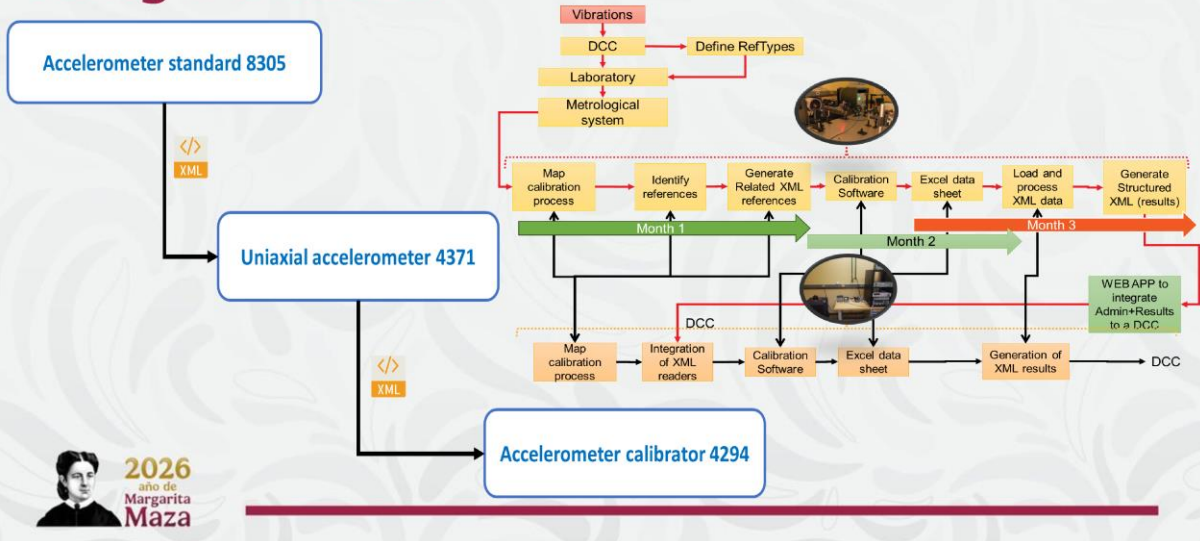 Accelerometer standard 8305
</>
XML
Uniaxial accelerometer 4371
</>
XML
Accelerometer calibrator 4294
Vibrations
DCC
Define RefTypes
Laboratory
Metrological
system
Map
calibration
process
Identify
references
Generate
Related XML
references
Calibration
Software
Excel data
sheet
Load and
process
XML data
Generate
Structured
XML (results)
Month 1
Month 2
Month 3
WEB APP to
integrate
Admin+Results
to a DCC
DCC
Map
calibration
process
Integration
of XML
readers
Calibration
Software
Excel data
sheet
Generation of
XML results
DCC
2026
año de
Margarita
Maza